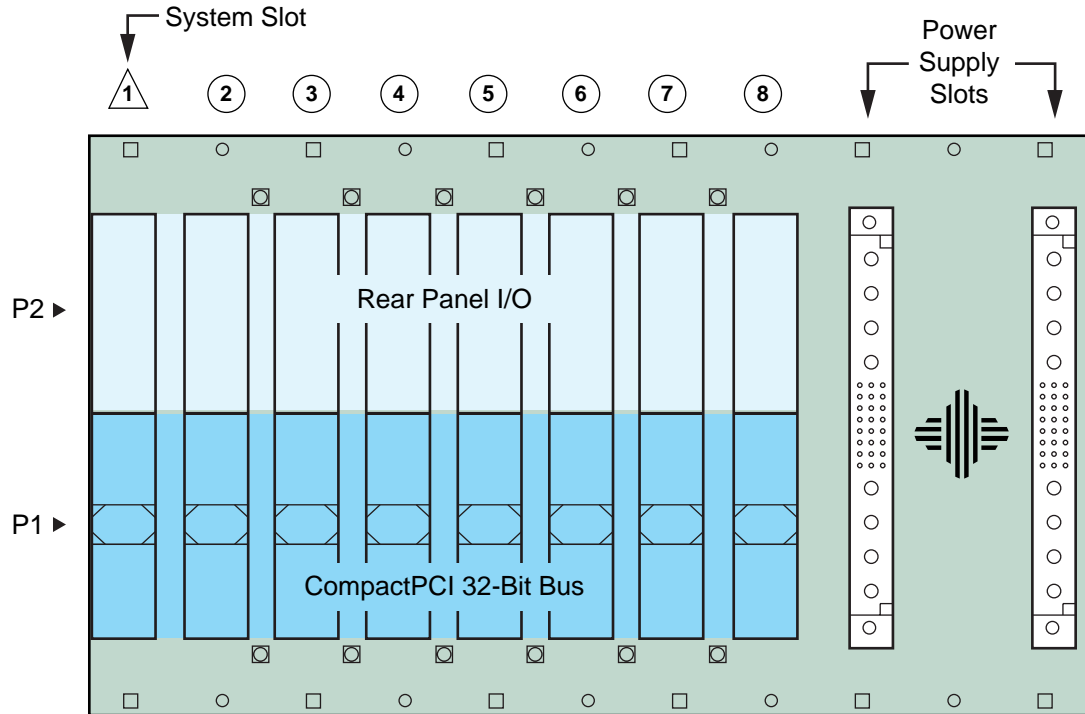 System Slot
Power
Supply
Slots
1 2 3 4 5 6 7 8
P2
Rear Panel I/O
P1
CompactPCI 32-Bit Bus